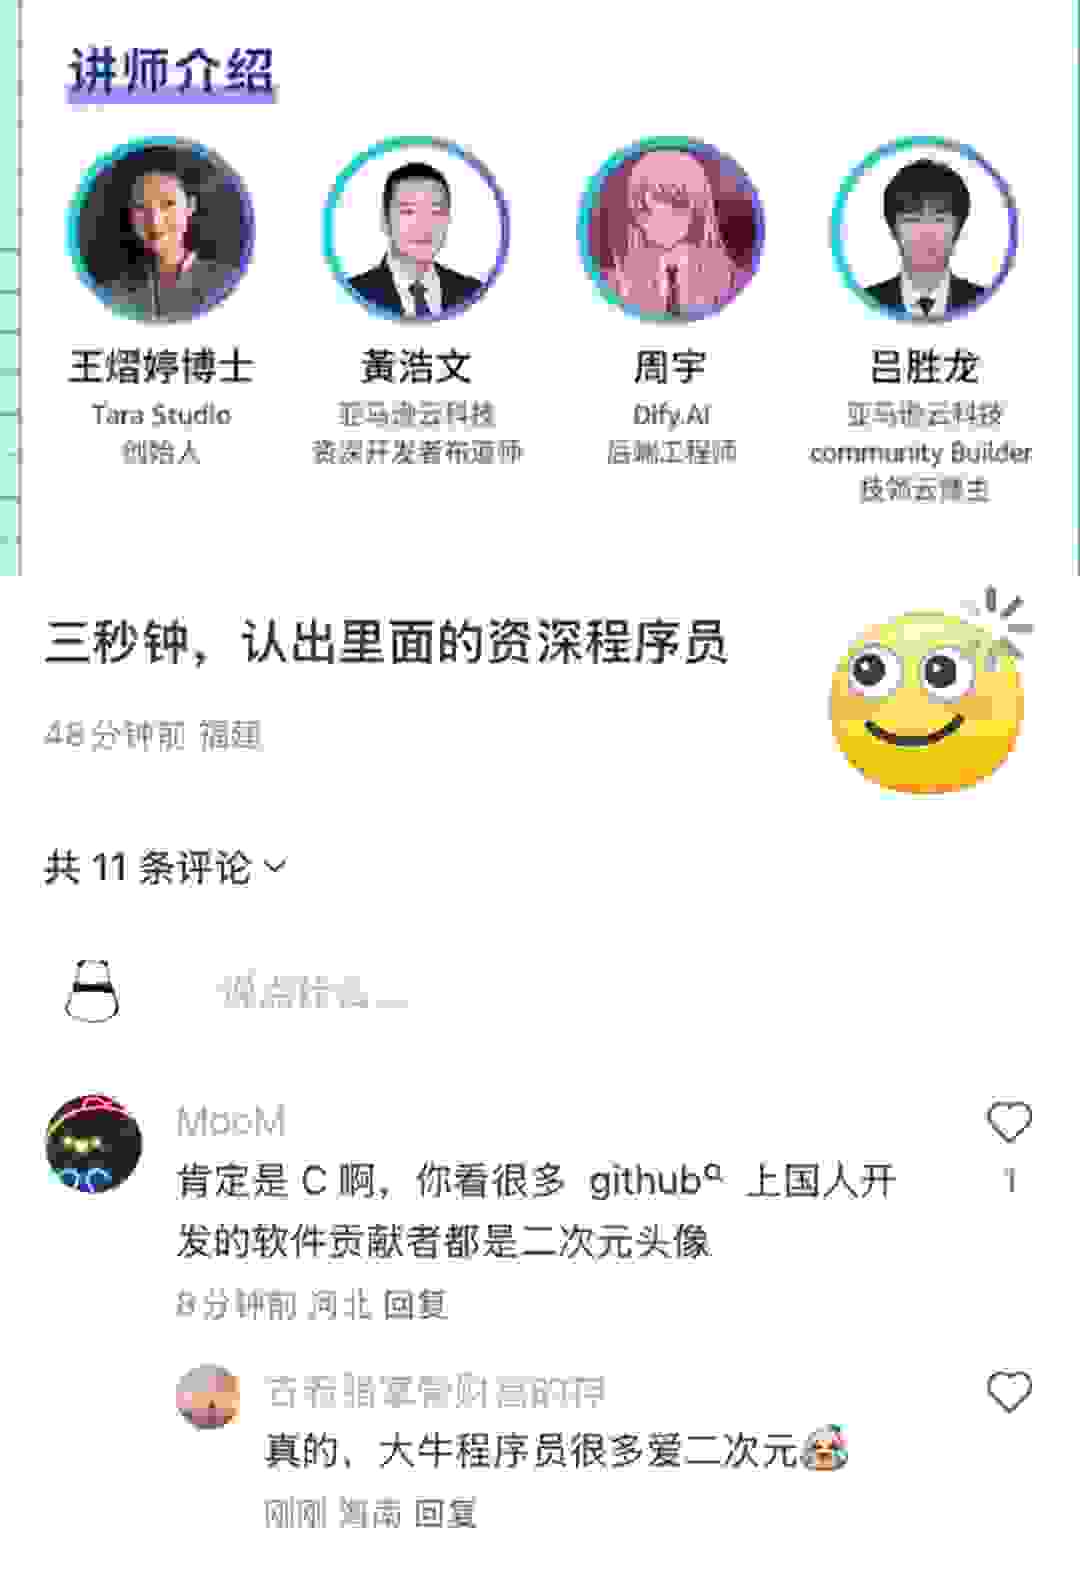 讲师介绍
王熠婷博士
黃浩文
周宇
吕胜龙
Tara Studio
亚马逊云科技
Dify.AI
亚马逊云科技
创始人
资深开发者布道师
后端工程师
community Builder
技领云博主
三秒钟，认出里面的资深程序员
48分钟前 福建
共 11 条评论
说点什么...
MooM
肯定是 C 啊，你看很多 github 上国人开
1
发的软件贡献者都是二次元头像
8分钟前 河北 回复
古希腊掌管财富的神
真的、大牛程序员很多爱二次元
刚刚 海南 回复